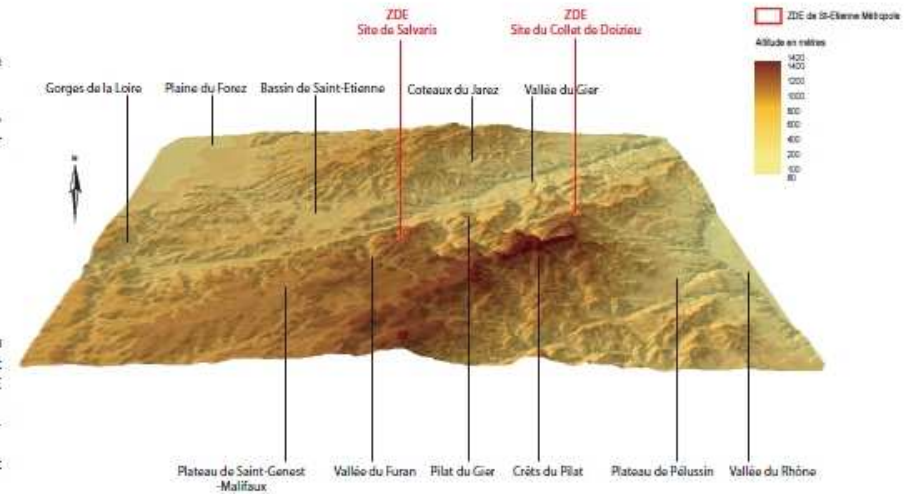 ZDE
Site de Salvaris
ZDE
Site du Collet de Doizieu
ZDE de St-Etienne Métropole
Altitude en mètres
1420
1400
1200
1000
800
600
400
200
100
80
Gorges de la Loire
Plaine du Forez
Bassin de Saint-Etienne
Coteaux du Jarez
Vallée du Gier
N
Plateau de Saint-Genest
-Malifaux
Vallée du Furan
Pilat du Gier
Crêts du Pilat
Plateau de Pélussin
Vallée du Rhône